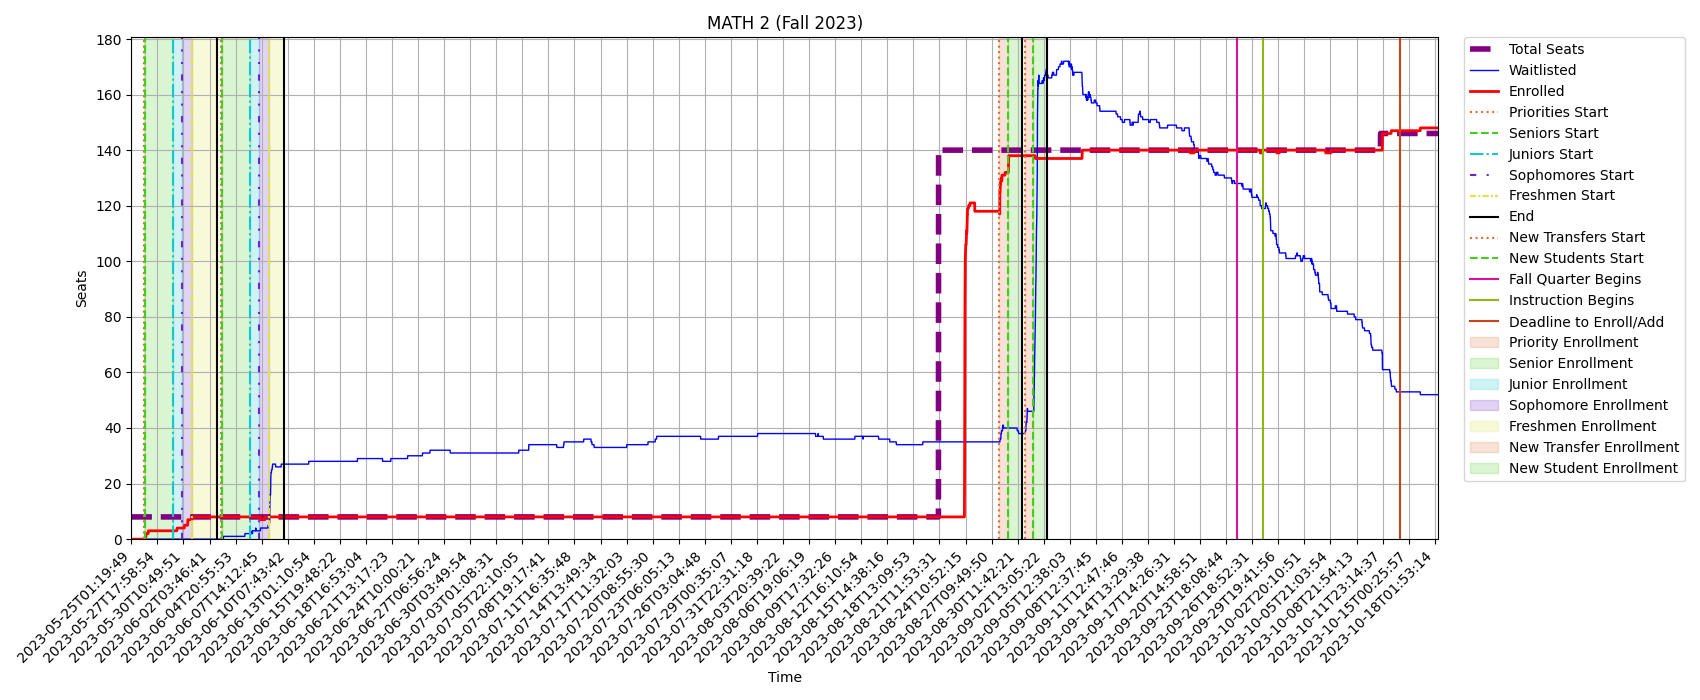 MATH 2 (Fall 2023)
180
160
140
120
100
80
60
40
20
0
Seats
2023-05-25T01:19:49
2023-05-27T17:58:54
2023-05-30T10:49:51
2023-06-02T03:46:41
2023-06-04T20:55:53
2023-06-07T14:12:45
2023-06-10T07:43:42
2023-06-13T01:10:54
2023-06-15T19:48:22
2023-06-18T16:53:04
2023-06-21T13:17:23
2023-06-24T10:00:21
2023-06-27T06:56:24
2023-06-30T03:49:54
2023-07-03T01:08:31
2023-07-05T22:10:05
2023-07-08T19:17:41
2023-07-11T16:35:48
2023-07-14T13:49:34
2023-07-17T11:32:03
2023-07-20T08:55:30
2023-07-23T06:05:13
2023-07-26T03:04:48
2023-07-29T00:35:07
2023-07-31T22:31:18
2023-08-03T20:39:22
2023-08-06T19:06:19
2023-08-09T17:32:26
2023-08-12T16:10:54
2023-08-15T14:38:16
2023-08-18T13:09:53
2023-08-21T11:53:31
2023-08-24T10:52:15
2023-08-27T09:49:50
2023-08-30T11:42:21
2023-09-02T13:05:22
2023-09-05T12:38:03
2023-09-08T12:37:45
2023-09-11T12:47:46
2023-09-14T13:29:38
2023-09-17T14:26:31
2023-09-20T14:58:51
2023-09-23T18:08:44
2023-09-26T18:52:31
2023-09-29T19:41:56
2023-10-02T20:10:51
2023-10-05T21:03:54
2023-10-08T21:54:13
2023-10-11T23:14:37
2023-10-15T00:25:57
2023-10-18T01:53:14
Time
Total Seats
Waitlisted
Enrolled
Priorities Start
Seniors Start
Juniors Start
Sophomores Start
Freshmen Start
End
New Transfers Start
New Students Start
Fall Quarter Begins
Instruction Begins
Deadline to Enroll/Add
Priority Enrollment
Senior Enrollment
Junior Enrollment
Sophomore Enrollment
Freshmen Enrollment
New Transfer Enrollment
New Student Enrollment